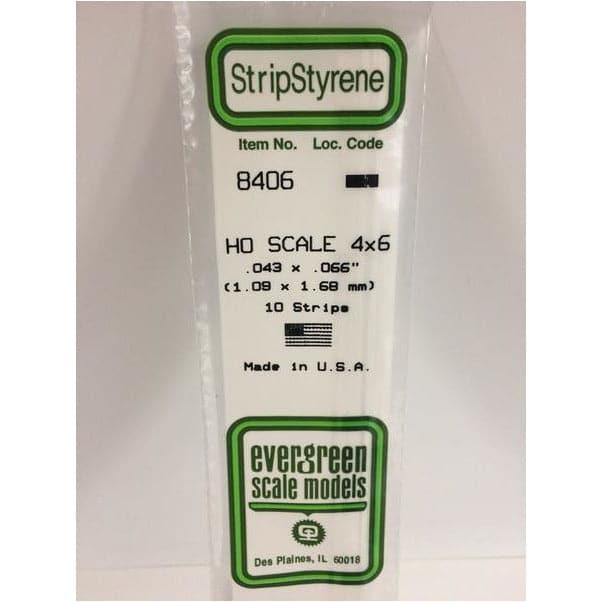 StripStyrene
Item No. Loc. Code
8406
HO SCALE 4x6
.043 x .066"
(1.09 x 1.68 mm)
10 Strips
Made in U.S.A.
evergreen
scale models
Des Plaines, IL 60018